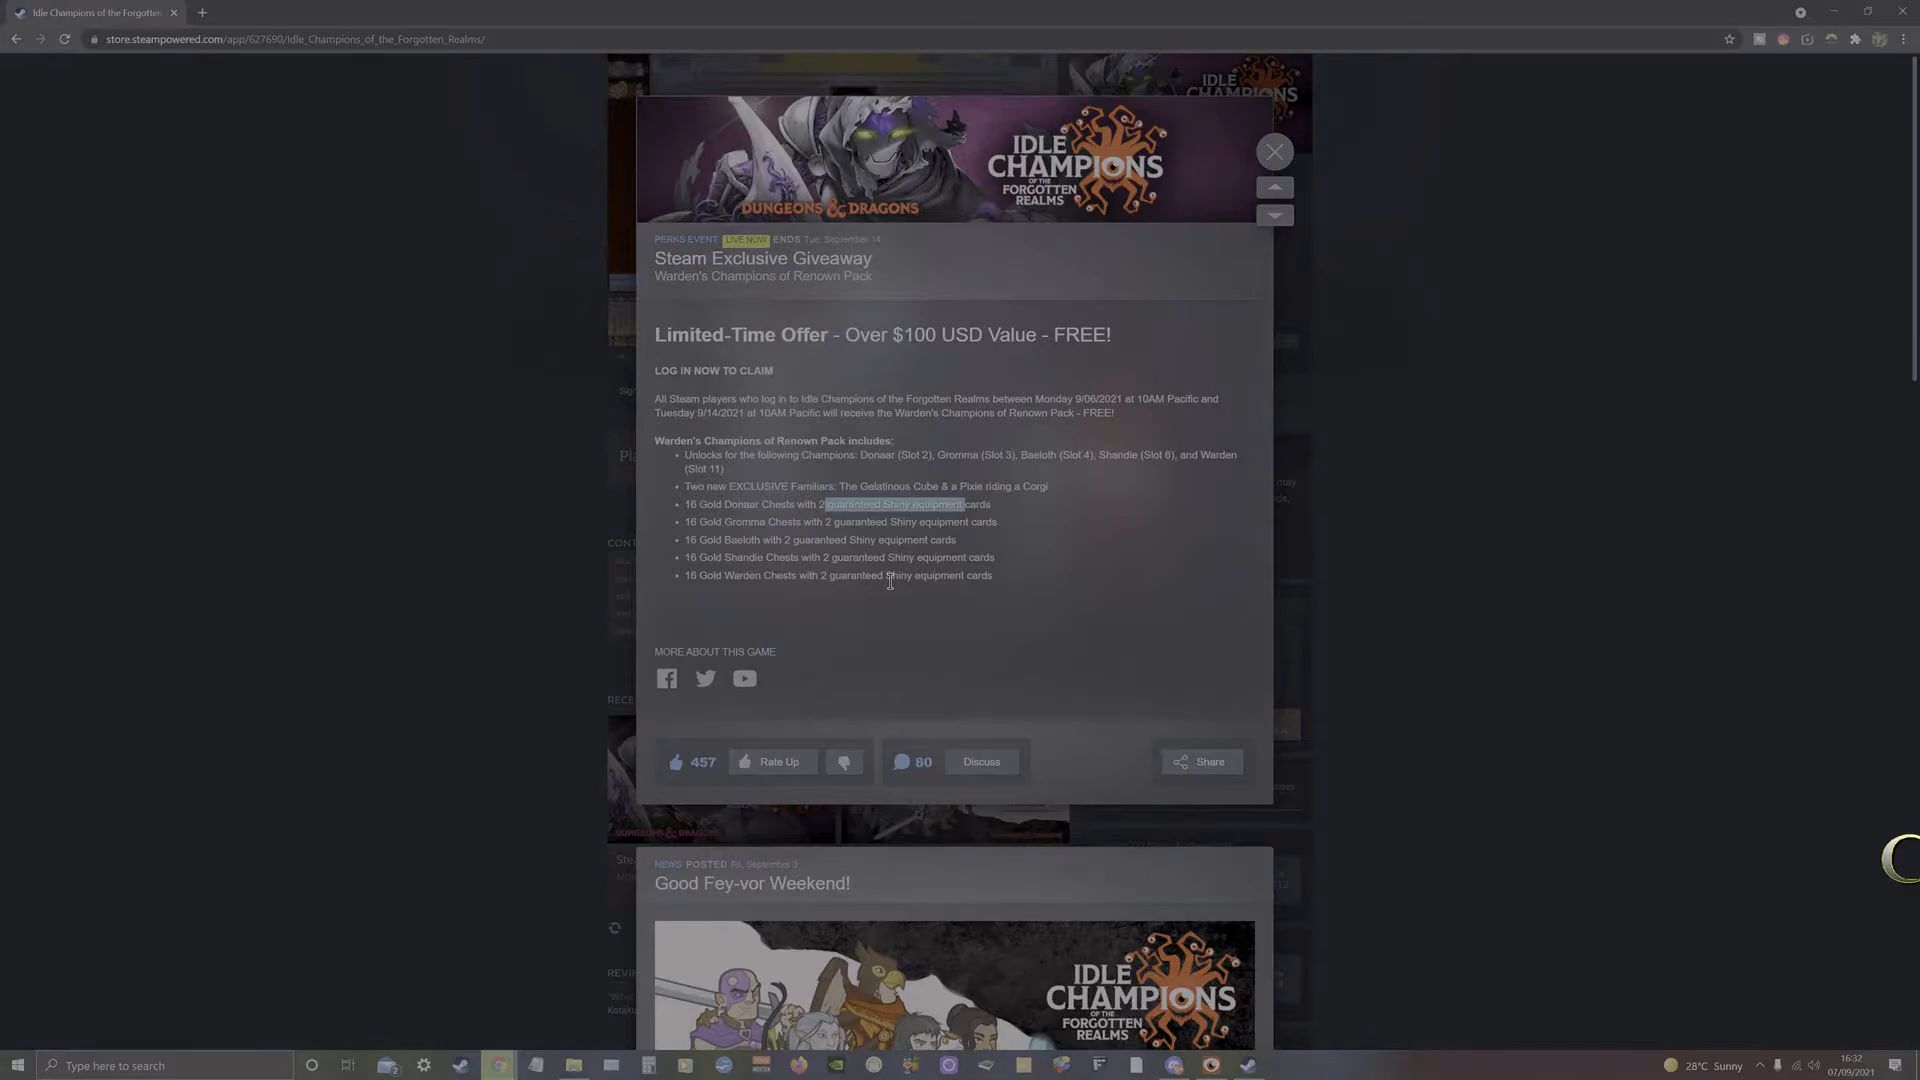 Idle Champions of the Forgotten
store.steampowered.com/app/627690/Idle_Champions_of_the_Forgotten_Realms/
IDLE
CHAMPIONS
IDLE
CHAMPIONS
OF THE
FORGOTTEN
REALMS
DUNGEONS & DRAGONS
PERKS EVENT LIVE NOW ENDS Tue, September 14
Steam Exclusive Giveaway
Warden's Champions of Renown Pack
Limited-Time Offer - Over $100 USD Value - FREE!
LOG IN NOW TO CLAIM
All Steam players who log in to Idle Champions of the Forgotten Realms between Monday 9/06/2021 at 10AM Pacific and
Tuesday 9/14/2021 at 10AM Pacific will receive the Warden's Champions of Renown Pack - FREE!
Warden's Champions of Renown Pack includes:
• Unlocks for the following Champions: Donaar (Slot 2), Gromma (Slot 3), Baeloth (Slot 4), Shandie (Slot 6), and Warden
(Slot 11)
• Two new EXCLUSIVE Familiars: The Gelatinous Cube & a Pixie riding a Corgi
• 16 Gold Donaar Chests with 2 guaranteed Shiny equipment cards
• 16 Gold Gromma Chests with 2 guaranteed Shiny equipment cards
• 16 Gold Baeloth with 2 guaranteed Shiny equipment cards
• 16 Gold Shandie Chests with 2 guaranteed Shiny equipment cards
• 16 Gold Warden Chests with 2 guaranteed Shiny equipment cards
MORE ABOUT THIS GAME
457 Rate Up 80 Discuss Share
DUNGEONS & DRAGONS
NEWS POSTED Fri, September 3
Good Fey-vor Weekend!
IDLE
CHAMPIONS
OF THE
FORGOTTEN
REALMS
Type here to search
28°C Sunny
16:32
07/09/2021